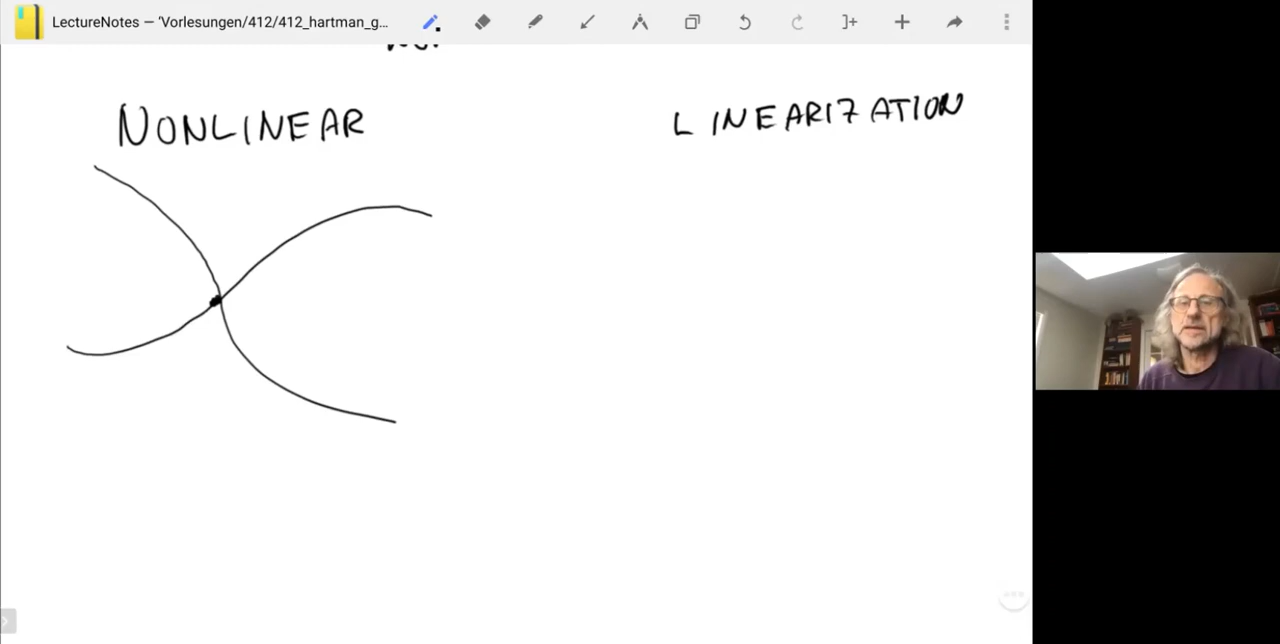 LectureNotes — ‘Vorlesungen/412/412_hartman_g…
NONLINEAR
LINEARIZATION